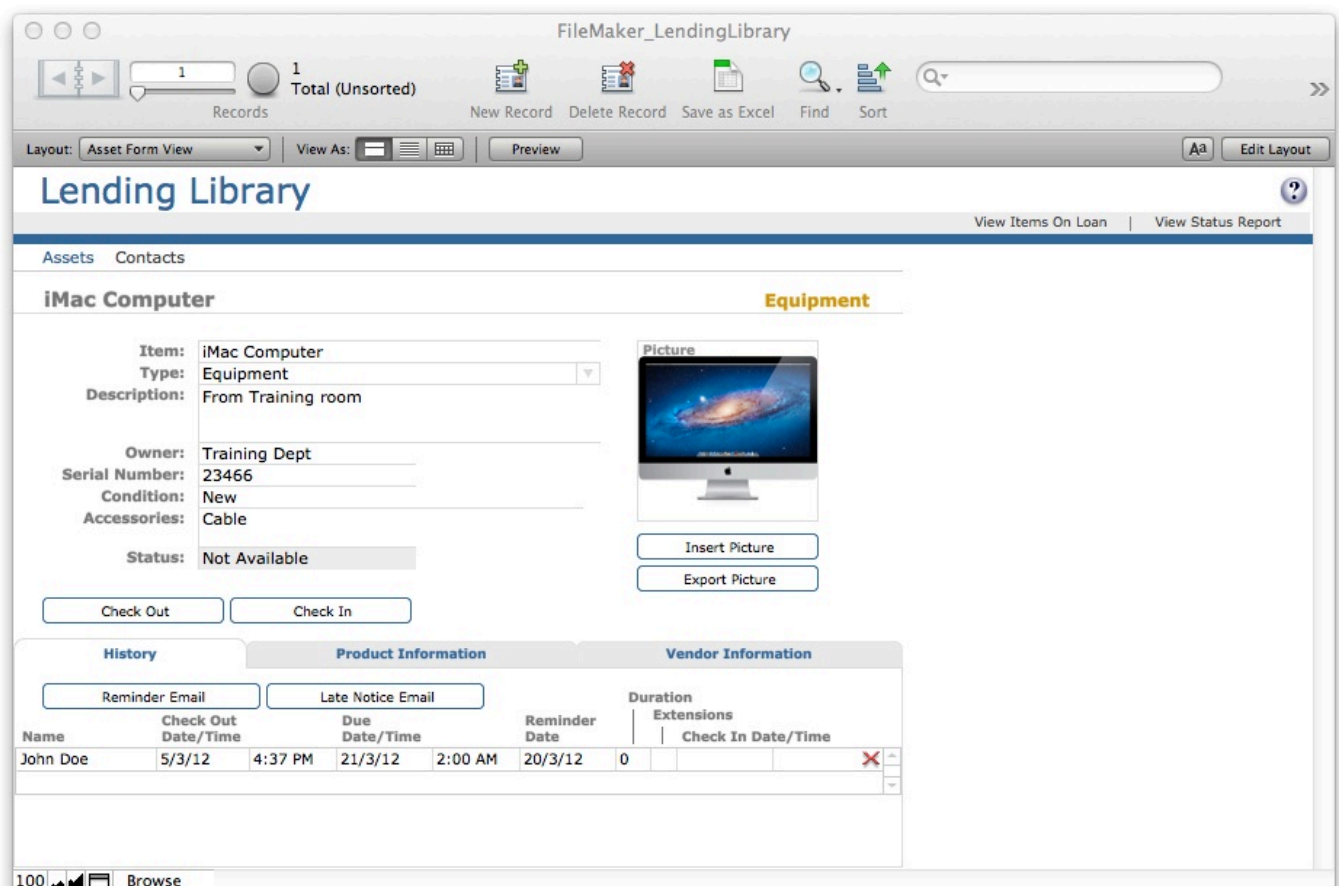 FileMaker_LendingLibrary
1
1
Total (Unsorted)
Records
New Record Delete Record Save as Excel Find Sort
Layout: Asset Form View View As: Preview Aa Edit Layout
Lending Library
?
View Items On Loan | View Status Report
Assets Contacts
iMac Computer Equipment
Item: iMac Computer
Picture
Type: Equipment
Description: From Training room
Owner: Training Dept
Serial Number: 23466
Condition: New
Accessories: Cable
Status: Not Available
Insert Picture
Export Picture
Check Out Check In
History Product Information Vendor Information
Reminder Email Late Notice Email
Duration
Extensions
Name Check Out Date/Time Due Date/Time Reminder Date Check In Date/Time
John Doe 5/3/12 4:37 PM 21/3/12 2:00 AM 20/3/12 0
100 Browse